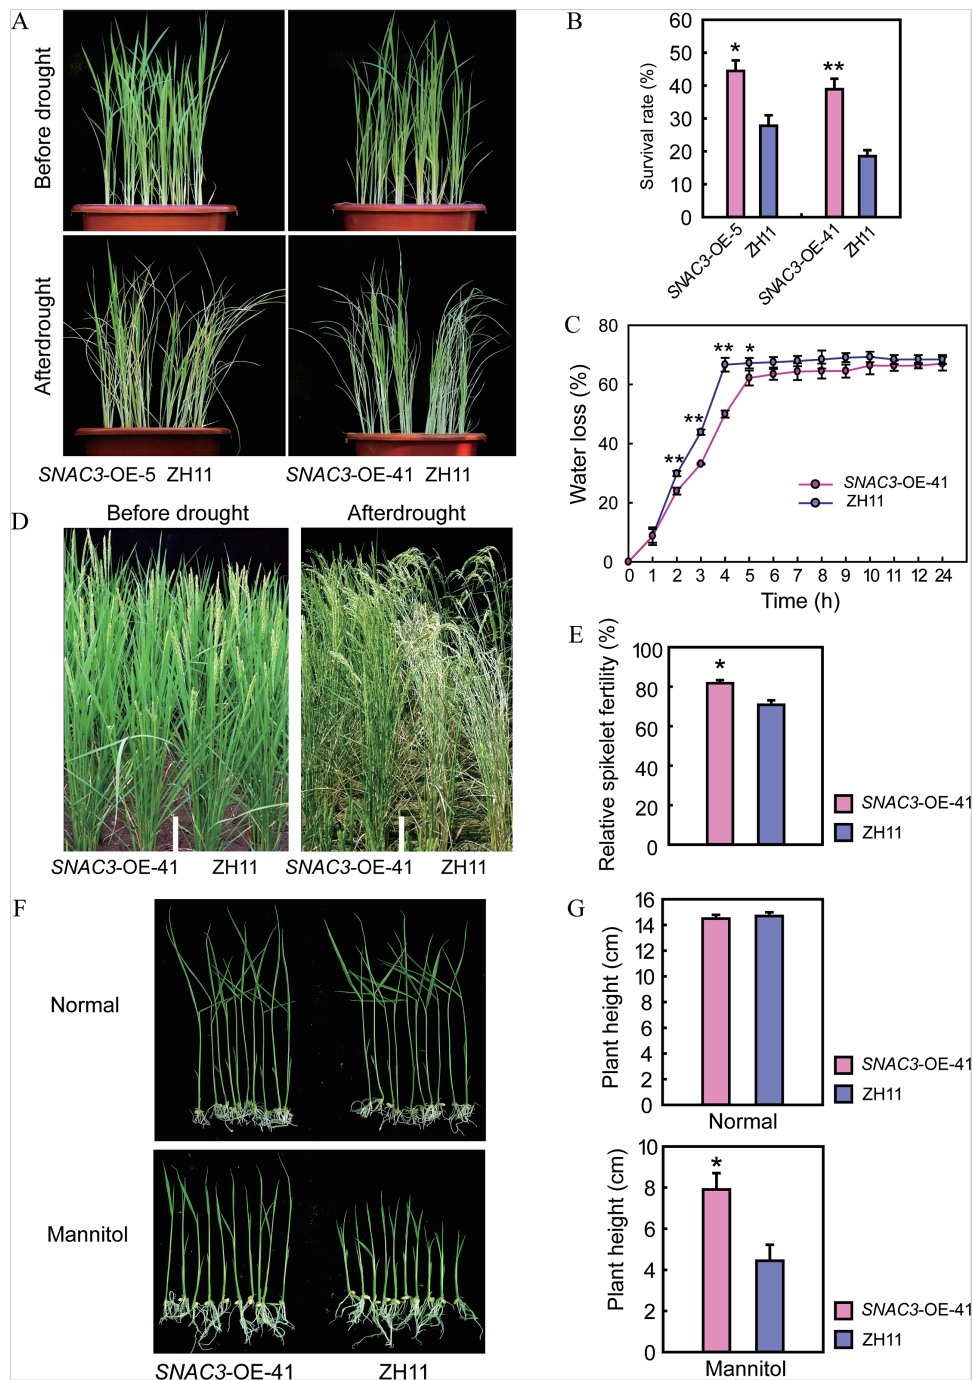 A
Before drought
Afterdrought
SNAC3-OE-5 ZH11
SNAC3-OE-41 ZH11
B
Survival rate (%)
60
50
40
30
20
10
0
*
**
SNAC3-OE-5
ZH11
SNAC3-OE-41
ZH11
C
Water loss (%)
80
60
40
20
0
**
**
**
*
SNAC3-OE-41
ZH11
0 1 2 3 4 5 6 7 8 9 10 11 12 24
Time (h)
D
Before drought
Afterdrought
SNAC3-OE-41 ZH11
SNAC3-OE-41 ZH11
E
Relative spikelet fertility (%)
100
80
60
40
20
0
*
SNAC3-OE-41
ZH11
F
Normal
Mannitol
SNAC3-OE-41 ZH11
G
Plant height (cm)
16
14
12
10
8
6
4
2
0
Normal
SNAC3-OE-41
ZH11
Plant height (cm)
10
8
6
4
2
0
*
Mannitol
SNAC3-OE-41
ZH11